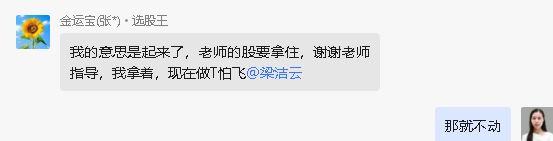 金运宝(张*)・选股王
我的意思是起来了，老师的股要拿住，谢谢老师
指导，我拿着，现在做T怕飞@梁洁云
那就不动